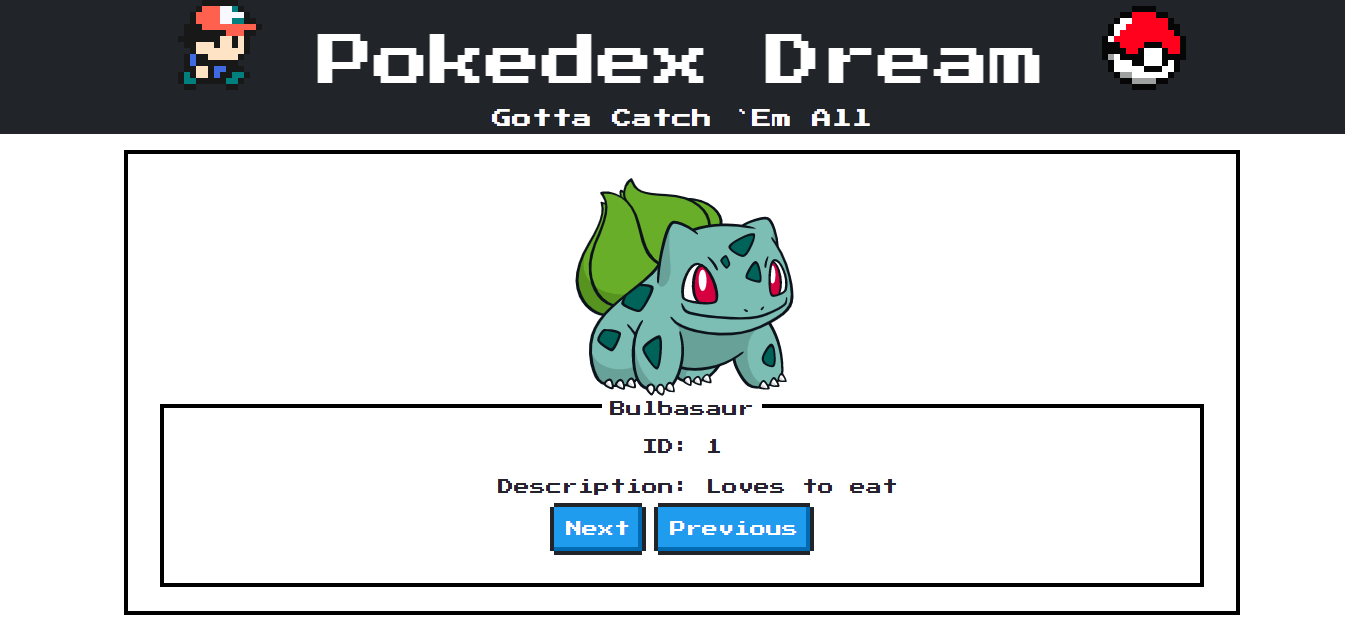 Pokedex Dream
Gotta Catch `Em All
Bulbasaur
ID: 1
Description: Loves to eat
Next Previous